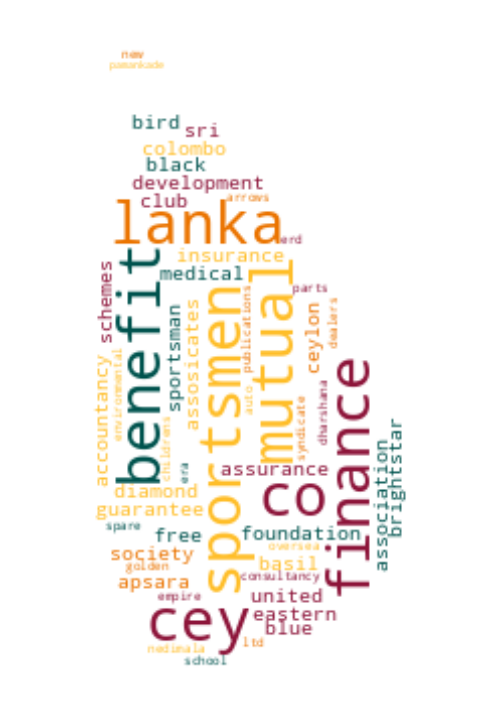 new
pamankade
bird
sri
colombo
black
development
club
arrows
lanka
erd
insurance
medical
schemes
benefit
sportsmen
mutual
publications
parts
sportsman
assosicates
ceylon
dealers
environmental
accountancy
auto
finance
dharshana
syndicate
childrens
era
assurance
co
association
brightstar
diamond
guarantee
spare
free
foundation
oversea
society
golden
basil
apsara
consultancy
empire
united
cey
eastern
blue
ltd
nedimala
school